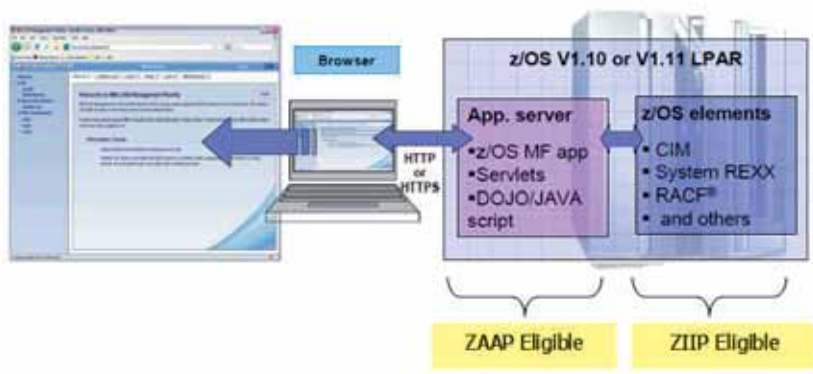 Browser
z/OS V1.10 or V1.11 LPAR
App. server
▪z/OS MF app
▪Servlets
▪DOJO/JAVA
script
z/OS elements
▪ CIM
▪ System REXX
▪ RACF®
▪ and others
HTTP
or
HTTPS
ZAAP Eligible
ZIIP Eligible